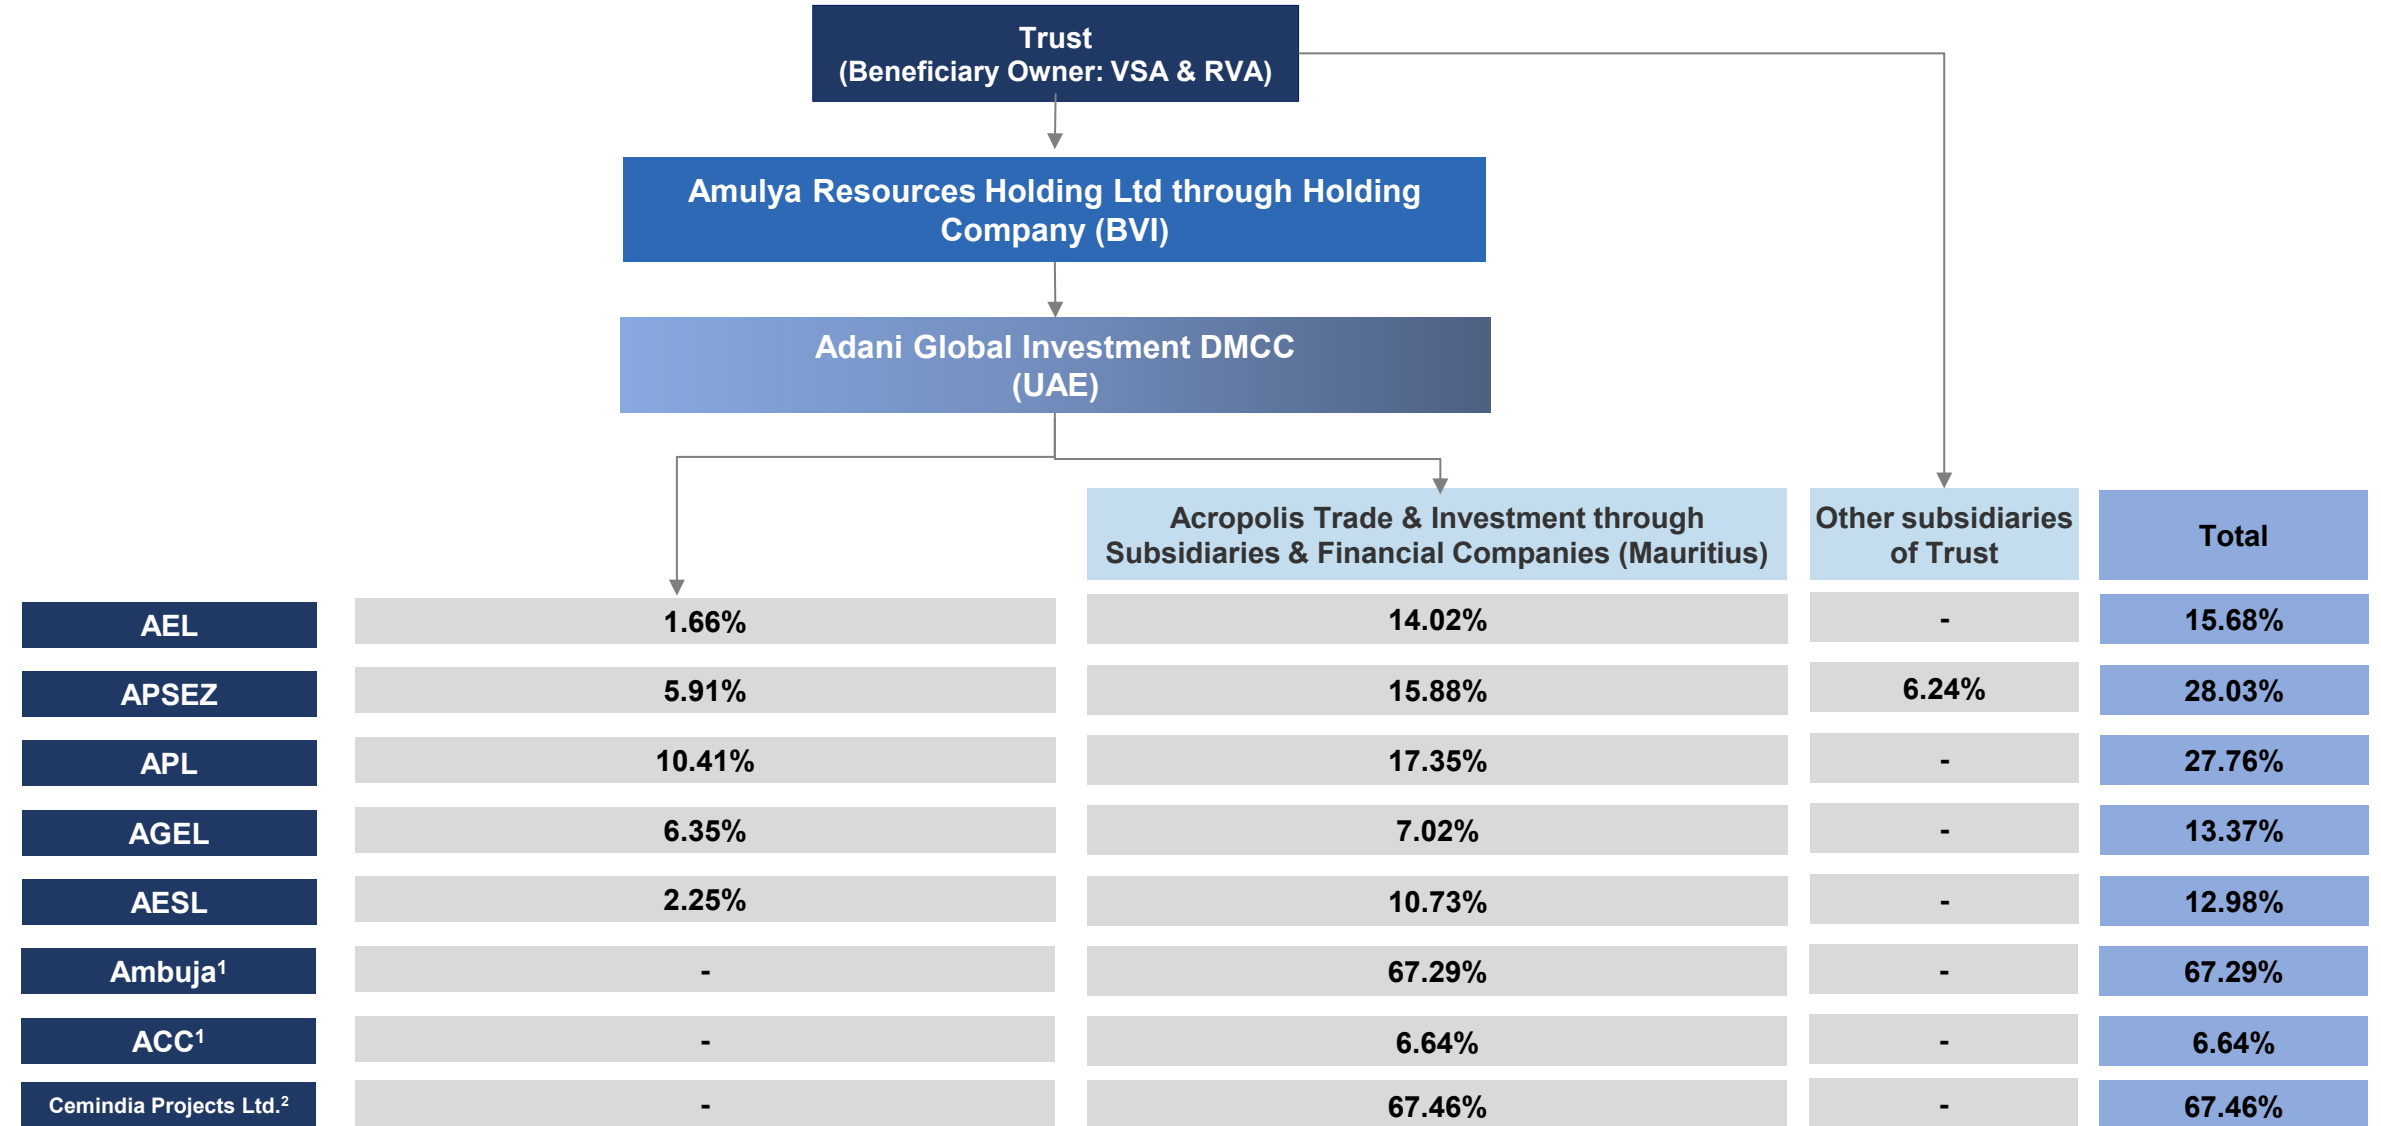 Trust
(Beneficiary Owner: VSA & RVA)
Amulya Resources Holding Ltd through Holding
Company (BVI)
Adani Global Investment DMCC
(UAE)
Acropolis Trade & Investment through
Subsidiaries & Financial Companies (Mauritius)
Other subsidiaries
of Trust
Total
AEL 1.66% 14.02% - 15.68%
APSEZ 5.91% 15.88% 6.24% 28.03%
APL 10.41% 17.35% - 27.76%
AGEL 6.35% 7.02% - 13.37%
AESL 2.25% 10.73% - 12.98%
Ambuja¹ - 67.29% - 67.29%
ACC¹ - 6.64% - 6.64%
Cemindia Projects Ltd.² - 67.46% - 67.46%